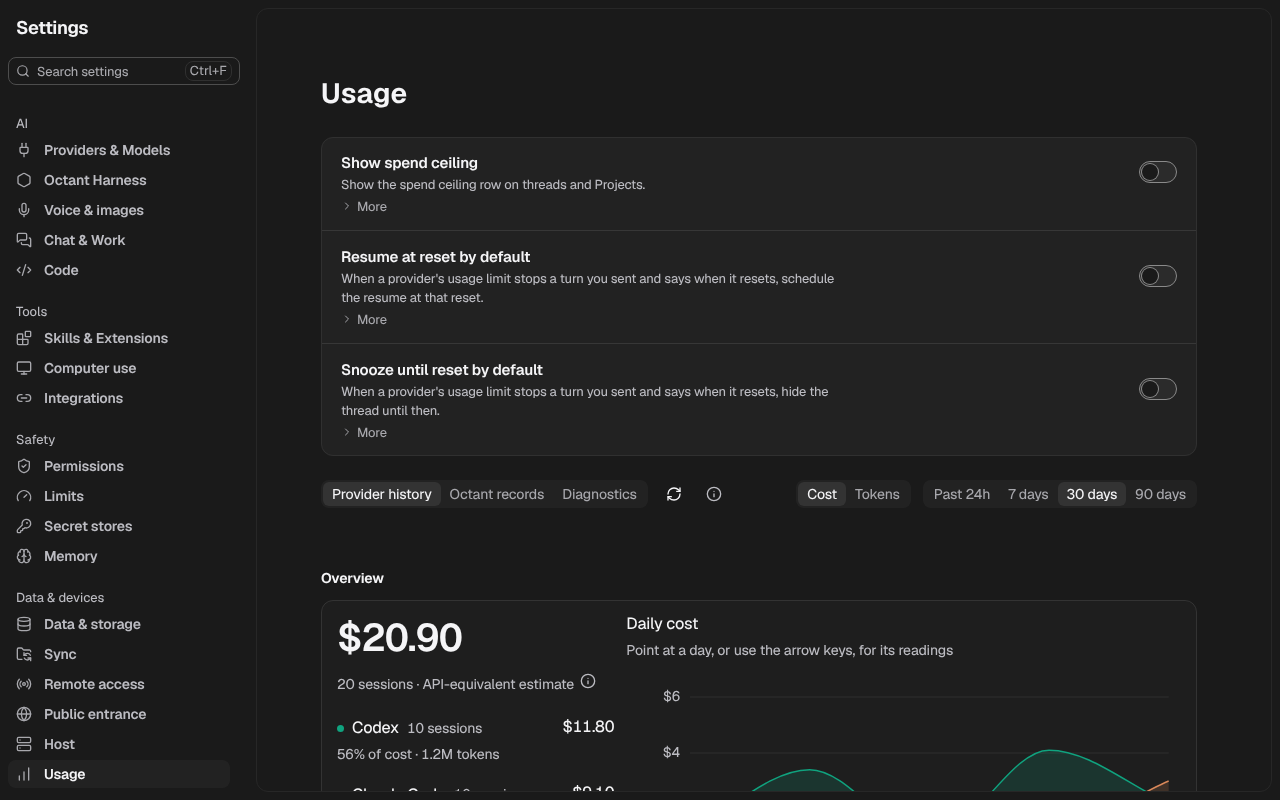 Settings
Search settings
Ctrl+F
AI
Providers & Models
Octant Harness
Voice & images
Chat & Work
Code
Tools
Skills & Extensions
Computer use
Integrations
Safety
Permissions
Limits
Secret stores
Memory
Data & devices
Data & storage
Sync
Remote access
Public entrance
Host
Usage
Usage
Show spend ceiling
Show the spend ceiling row on threads and Projects.
More
Resume at reset by default
When a provider's usage limit stops a turn you sent and says when it resets, schedule
the resume at that reset.
More
Snooze until reset by default
When a provider's usage limit stops a turn you sent and says when it resets, hide the
thread until then.
More
Provider history
Octant records
Diagnostics
Cost
Tokens
Past 24h
7 days
30 days
90 days
Overview
$20.90
20 sessions · API-equivalent estimate
Codex 10 sessions $11.80
56% of cost · 1.2M tokens
Daily cost
Point at a day, or use the arrow keys, for its readings
$6
$4